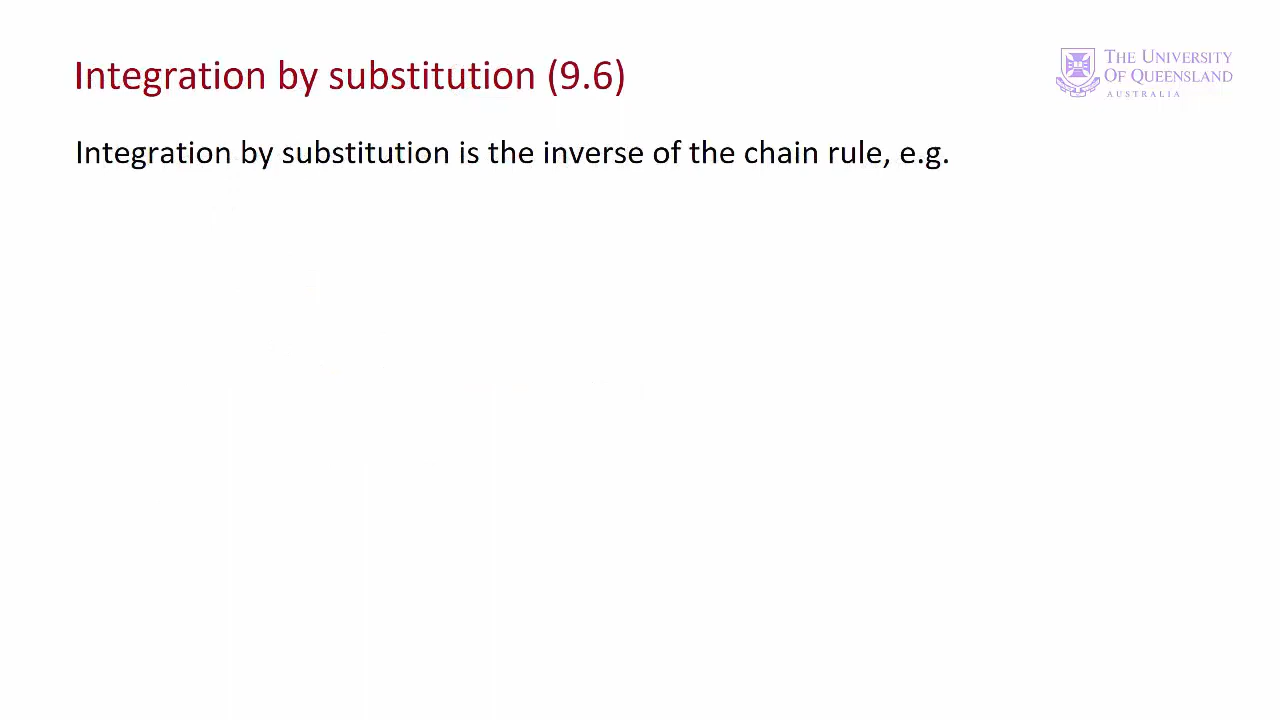 Integration by substitution (9.6)
THE UNIVERSITY
OF QUEENSLAND
AUSTRALIA
Integration by substitution is the inverse of the chain rule, e.g.